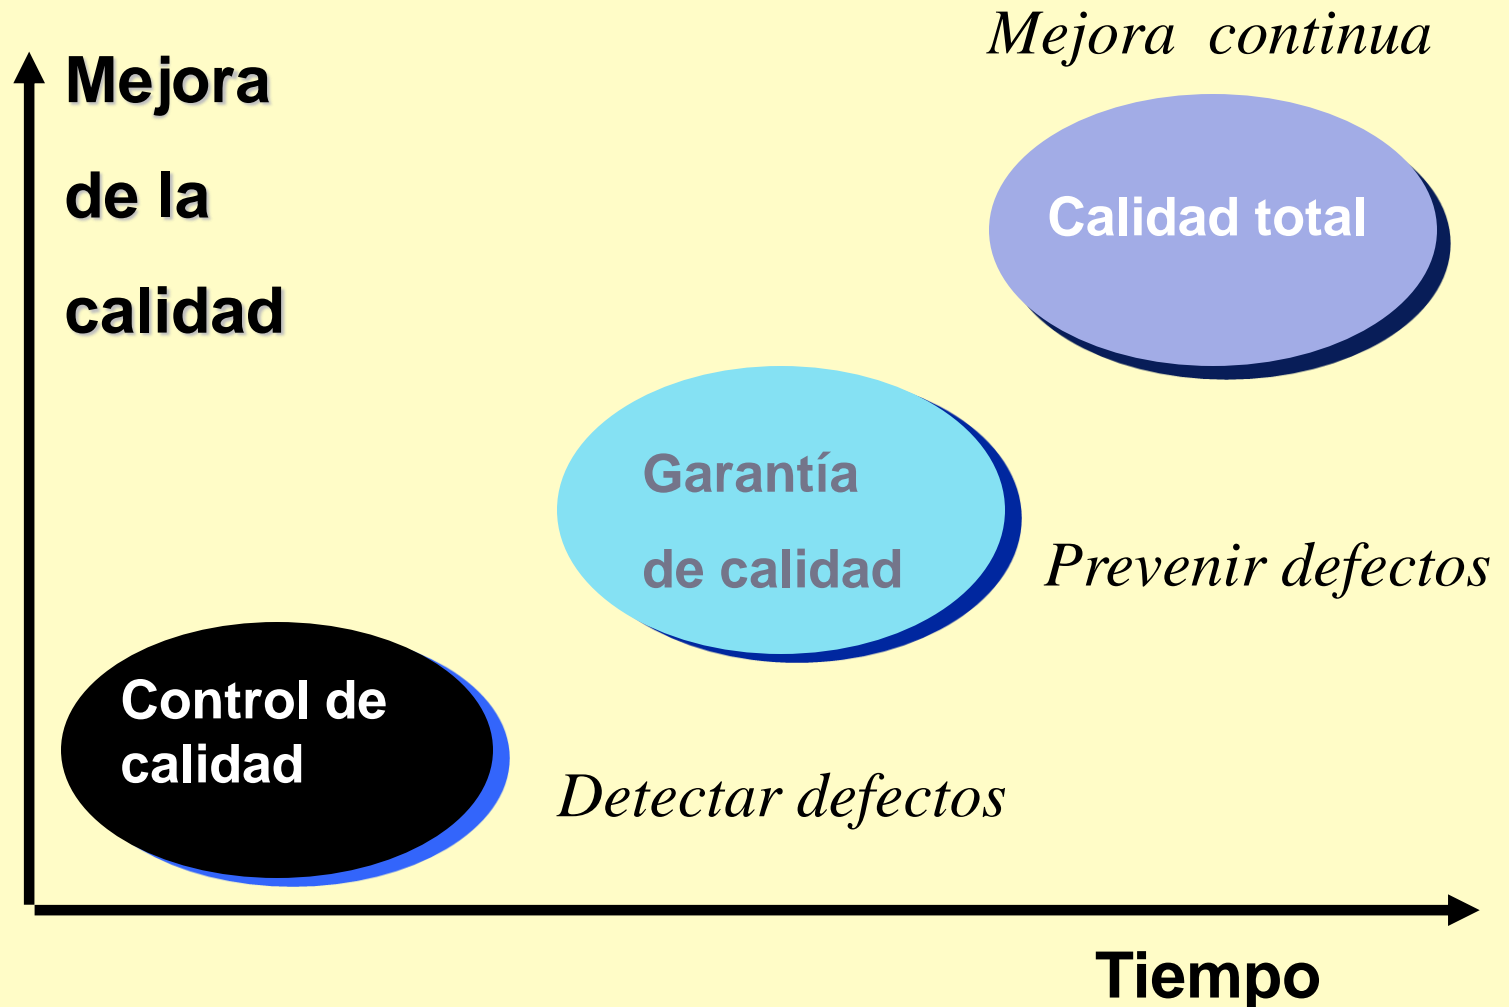 Mejora continua
Mejora
de la
calidad
Calidad total
Garantía
de calidad
Prevenir defectos
Control de
calidad
Detectar defectos
Tiempo